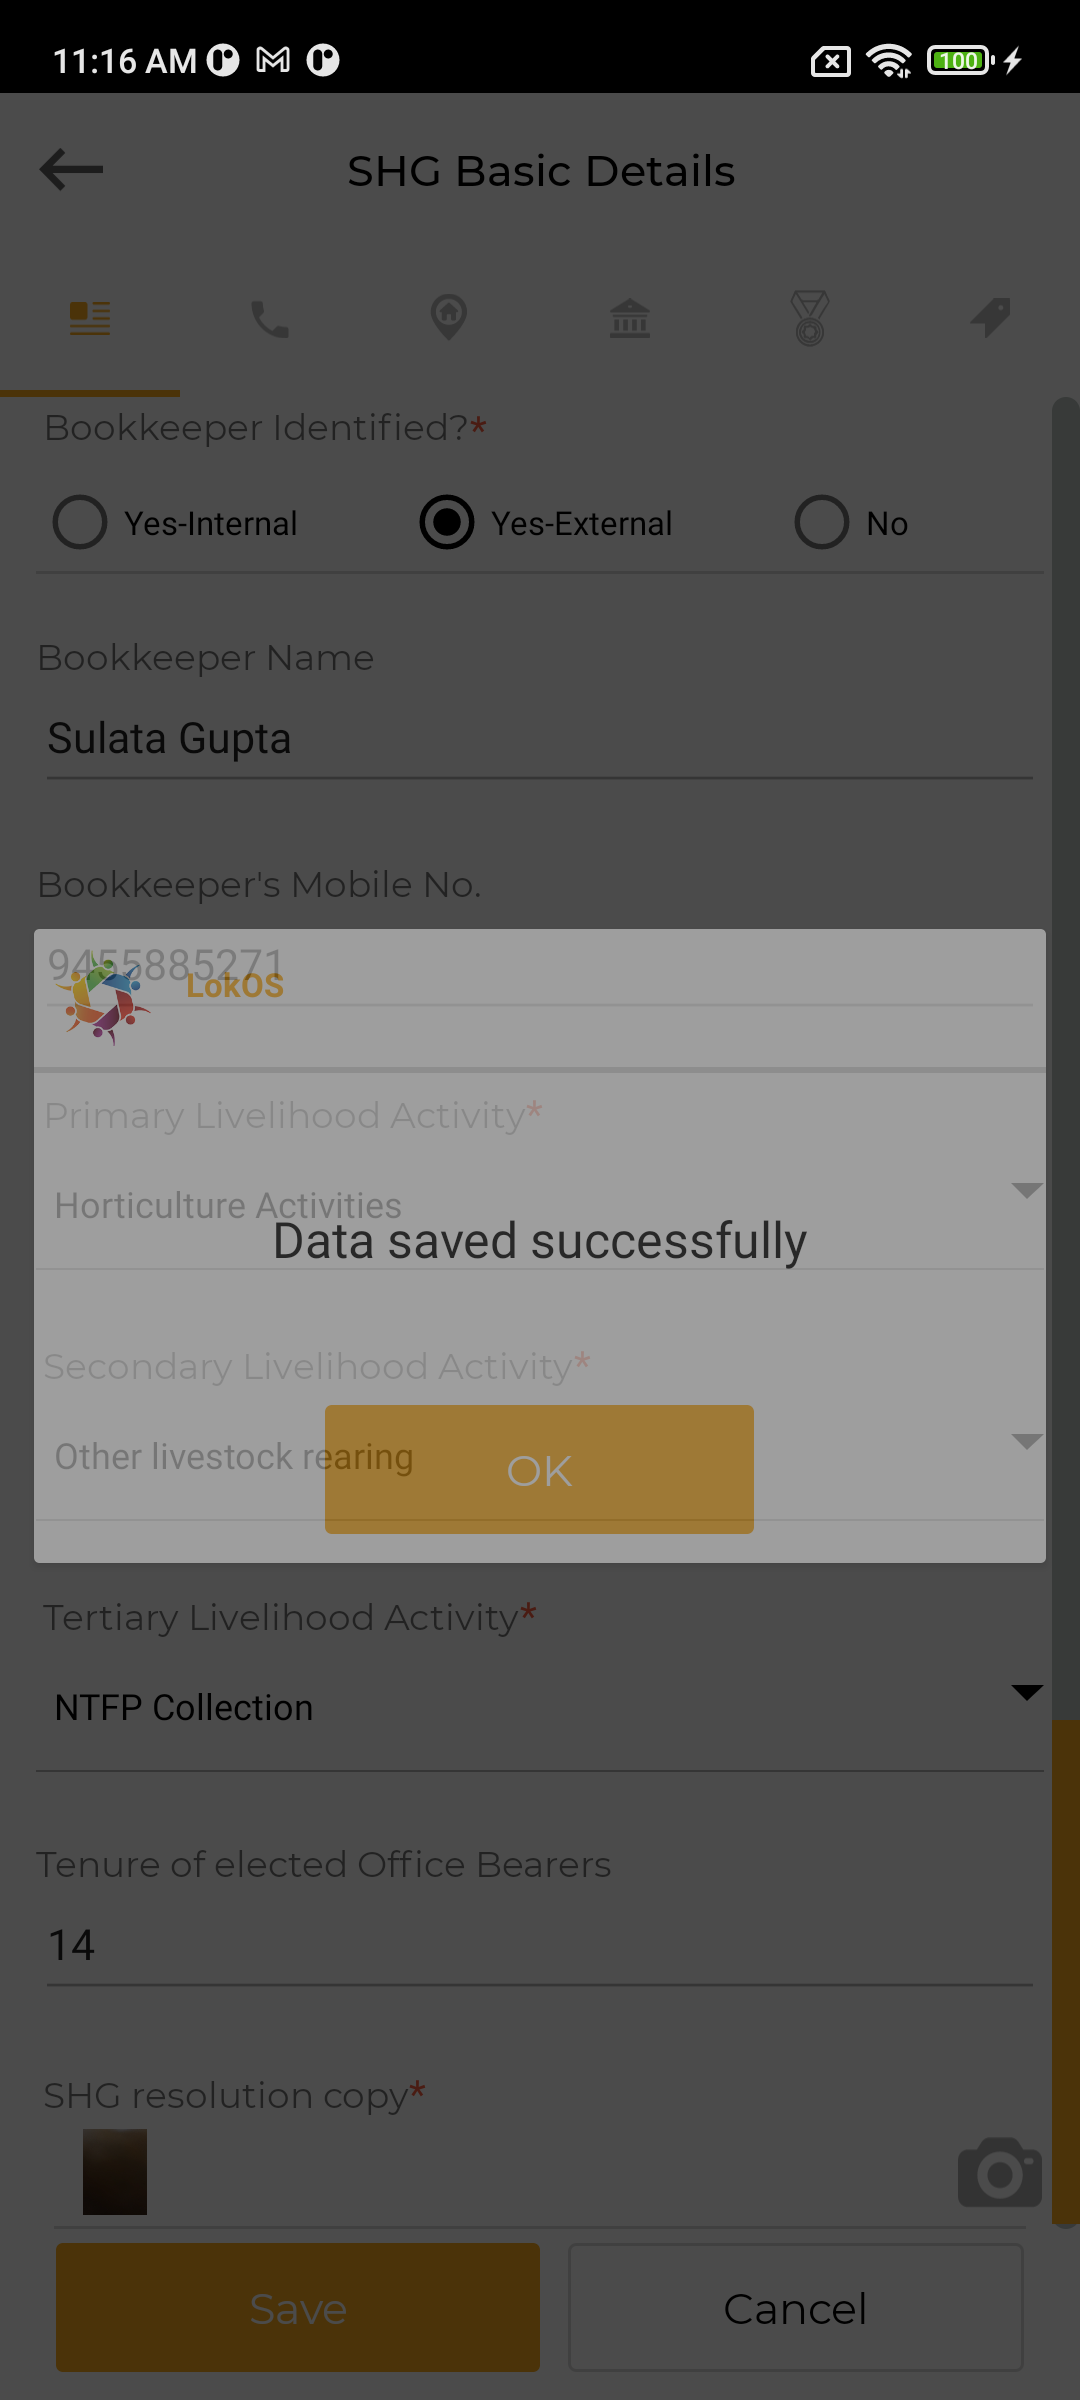 11:16 AM
100
SHG Basic Details
Bookkeeper Identified?*
Yes-Internal Yes-External No
Bookkeeper Name
Sulata Gupta
Bookkeeper's Mobile No.
9455885271
LokOS
Primary Livelihood Activity*
Horticulture Activities
Data saved successfully
Secondary Livelihood Activity*
Other livestock rearing
OK
Tertiary Livelihood Activity*
NTFP Collection
Tenure of elected Office Bearers
14
SHG resolution copy*
Save Cancel